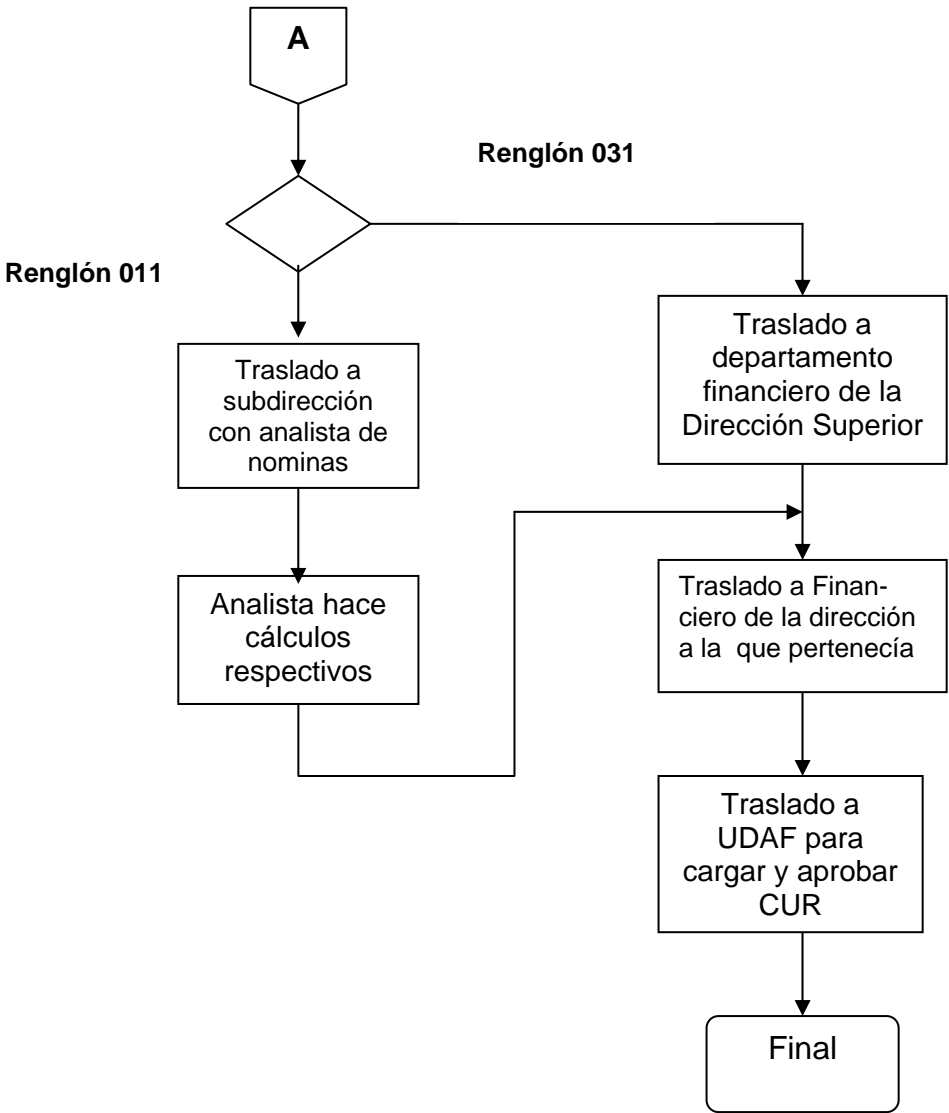 A
Renglón 031
Renglón 011
Traslado a
subdirección
con analista de
nominas
Analista hace
cálculos
respectivos
Traslado a
departamento
financiero de la
Dirección Superior
Traslado a Finan-
ciero de la dirección
a la que pertenecía
Traslado a
UDAF para
cargar y aprobar
CUR
Final